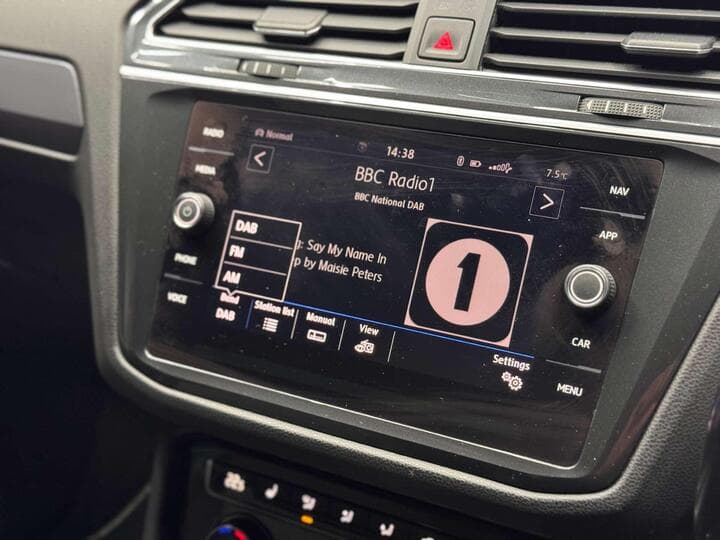 RADIO
Normal
14:38
7.5°C
MEDIA
BBC Radio1
NAV
BBC National DAB
APP
DAB
FM
AM
g: Say My Name In
p by Maisie Peters
1
PHONE
VOICE
Band
DAB
Station list
Manual
View
Settings
CAR
MENU